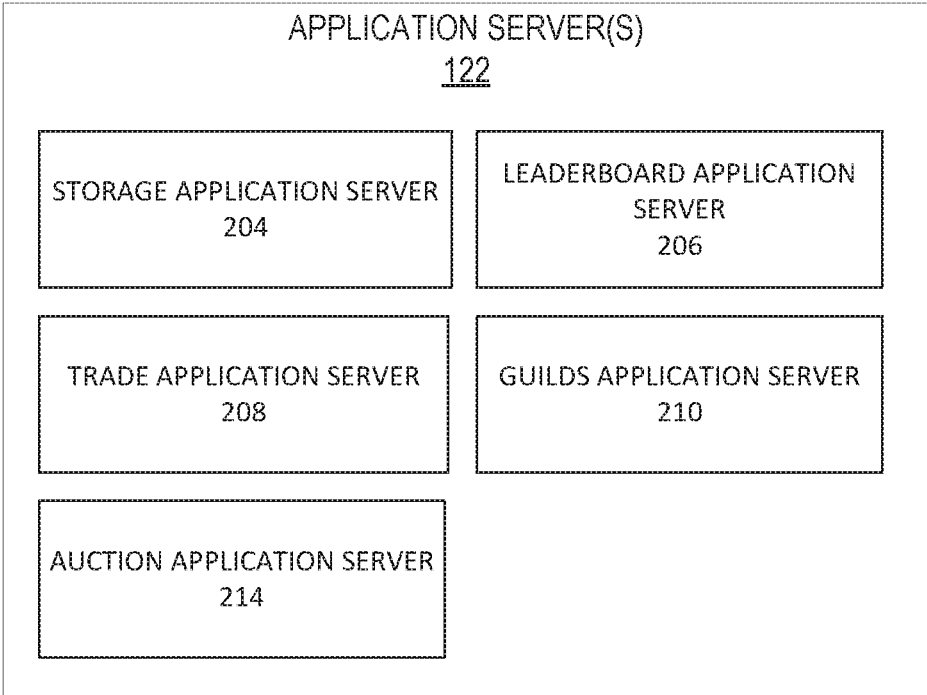 APPLICATION SERVER(S)
122
STORAGE APPLICATION SERVER
204
LEADERBOARD APPLICATION
SERVER
206
TRADE APPLICATION SERVER
208
GUILDS APPLICATION SERVER
210
AUCTION APPLICATION SERVER
214